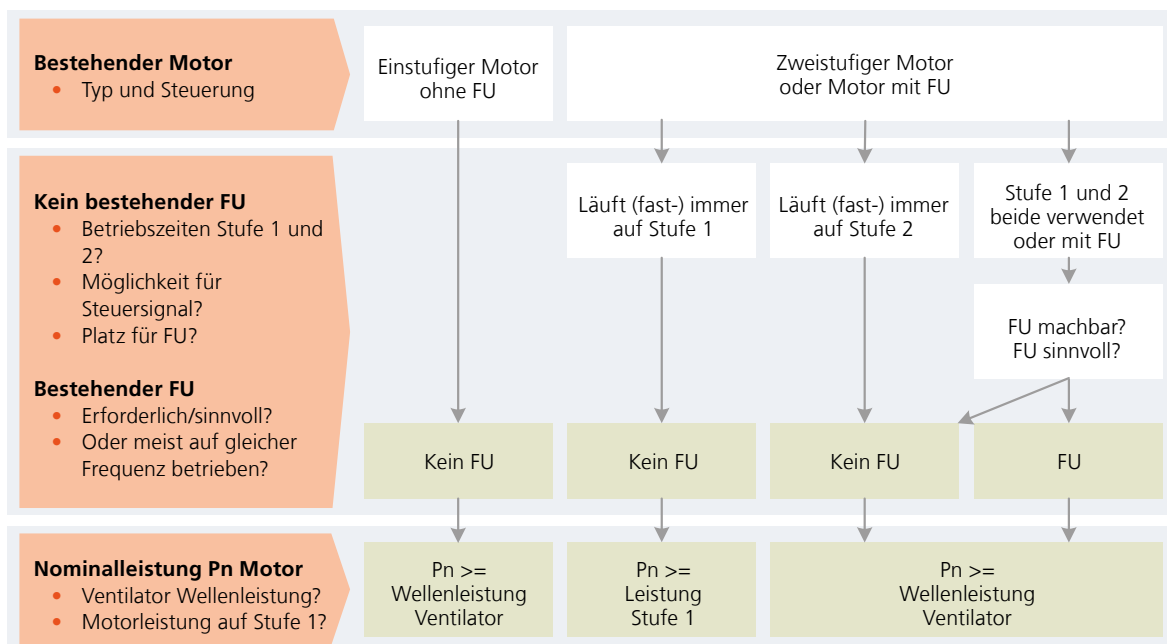 Bestehender Motor
• Typ und Steuerung
Einstufiger Motor
ohne FU
Zweistufiger Motor
oder Motor mit FU
Kein bestehender FU
• Betriebszeiten Stufe 1 und
2?
• Möglichkeit für
Steuersignal?
• Platz für FU?
Bestehender FU
• Erforderlich/sinnvoll?
• Oder meist auf gleicher
Frequenz betrieben?
Läuft (fast-) immer
auf Stufe 1
Läuft (fast-) immer
auf Stufe 2
Stufe 1 und 2
beide verwendet
oder mit FU
FU machbar?
FU sinnvoll?
Kein FU
Kein FU
Kein FU
FU
Nominalleistung Pn Motor
• Ventilator Wellenleistung?
• Motorleistung auf Stufe 1?
Pn >=
Wellenleistung
Ventilator
Pn >=
Leistung
Stufe 1
Pn >=
Wellenleistung
Ventilator